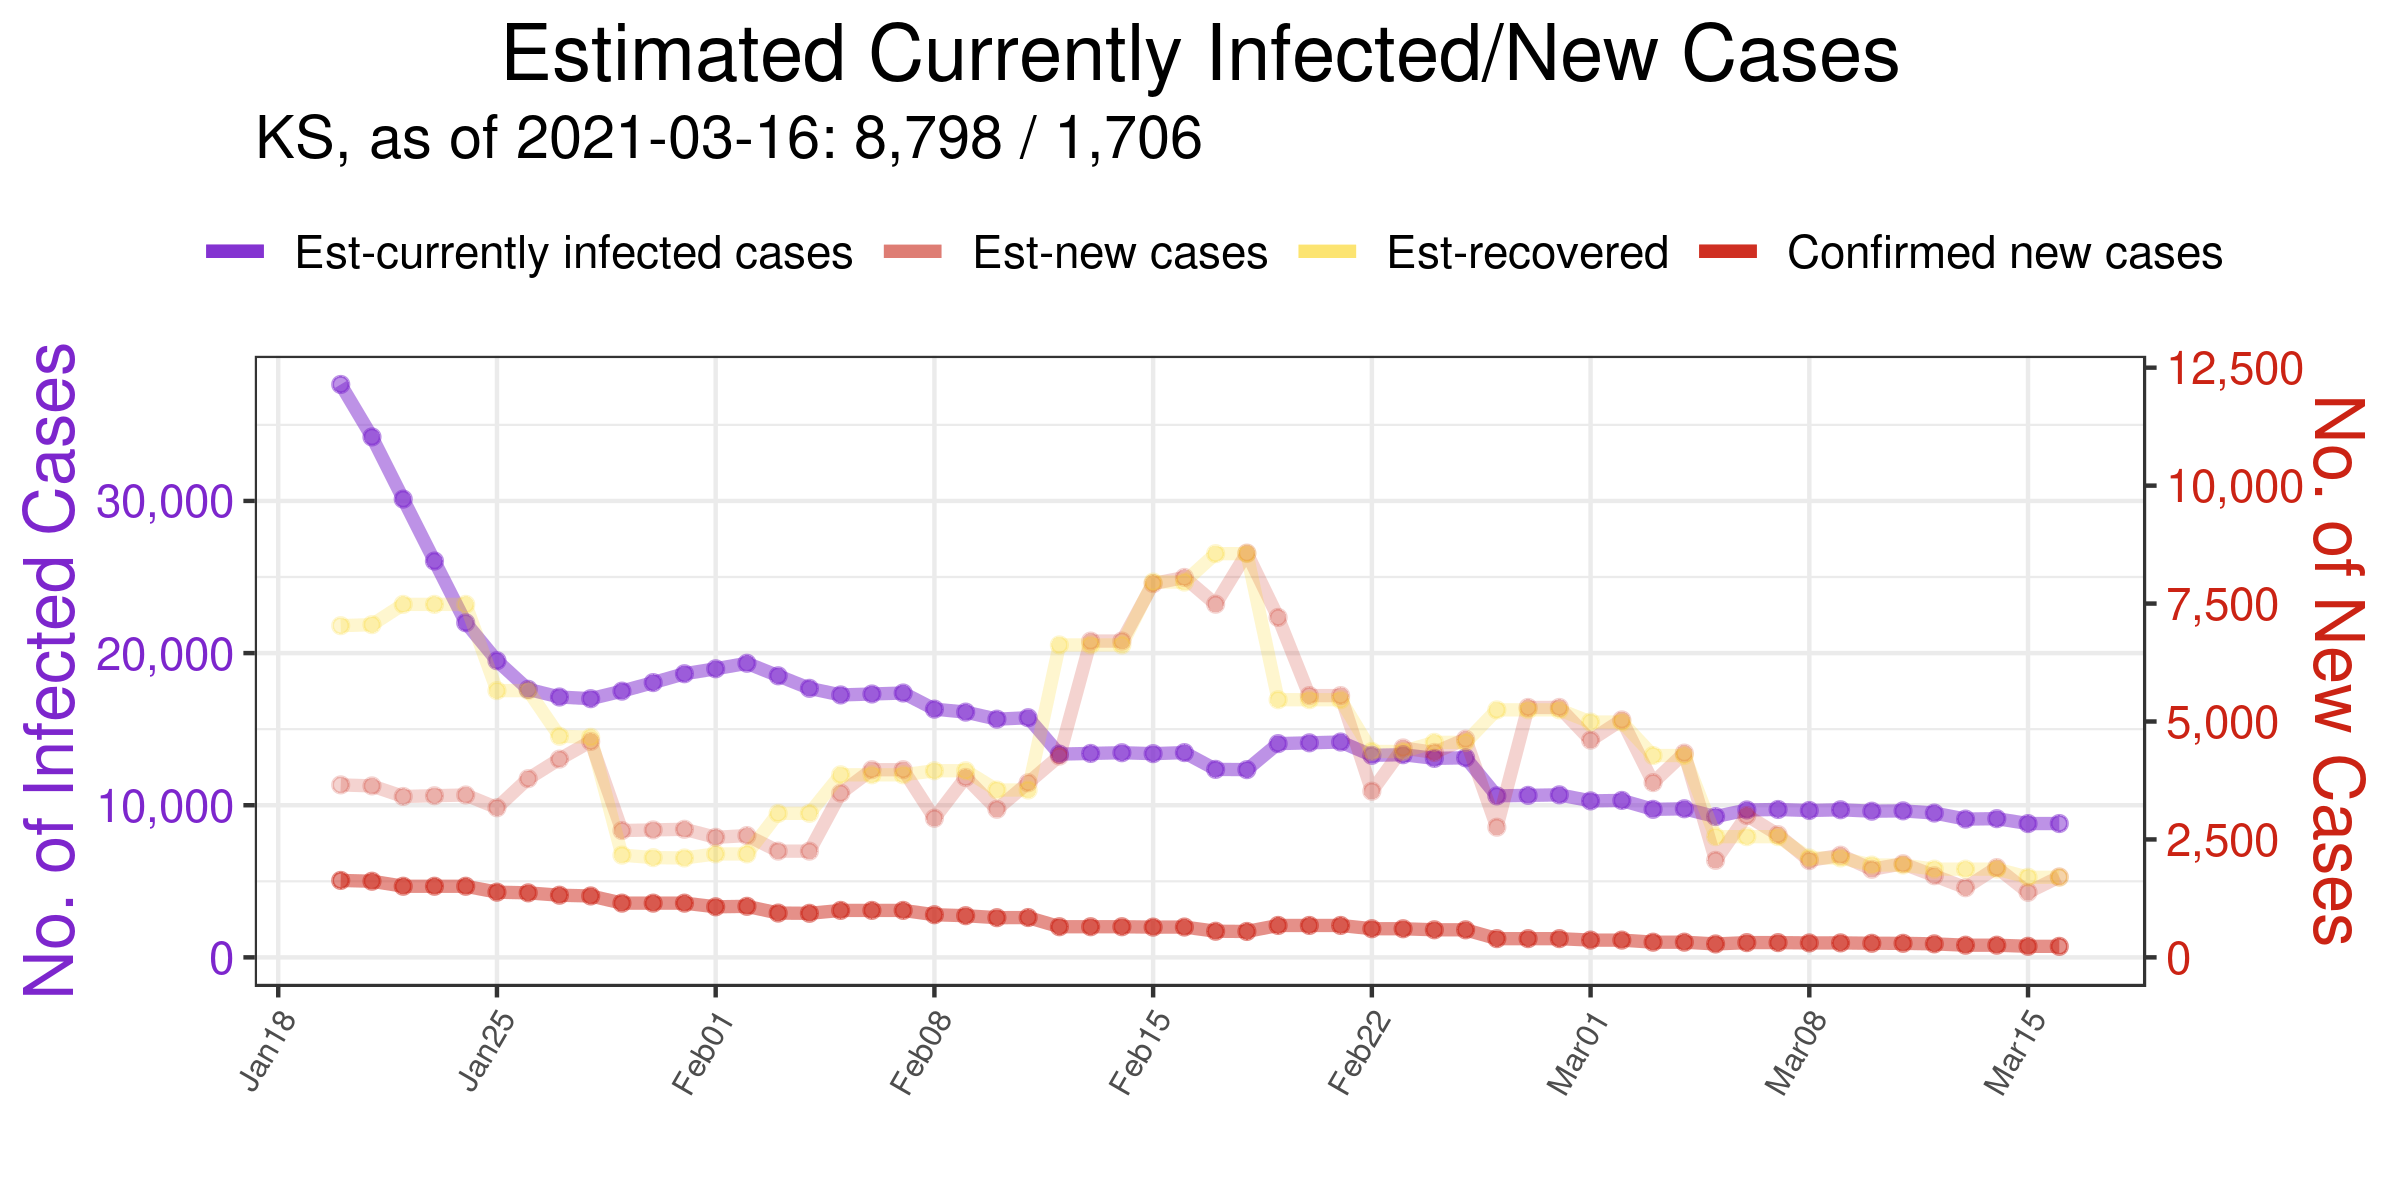 Estimated Currently Infected/New Cases
KS, as of 2021-03-16: 8,798 / 1,706
Est-currently infected cases Est-new cases Est-recovered Confirmed new cases
No. of Infected Cases
30,000
20,000
10,000
0
12,500
10,000
7,500
5,000
2,500
0
No. of New Cases
Jan18 Jan25 Feb01 Feb08 Feb15 Feb22 Mar01 Mar08 Mar15